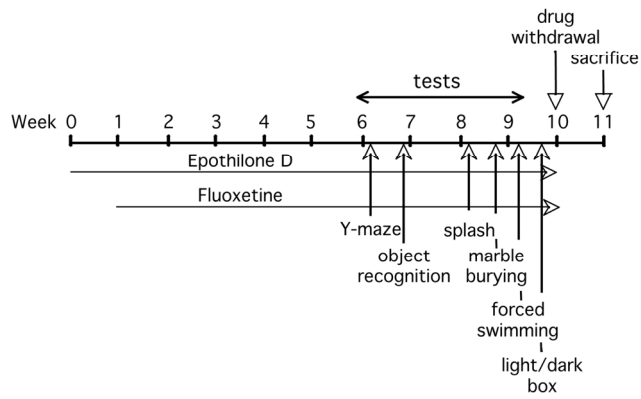 drug
withdrawal
sacrifice
tests
Week 0 1 2 3 4 5 6 7 8 9 10 11
Epothilone D
Fluoxetine
Y-maze
splash
object
recognition
marble
burying
forced
swimming
light/dark
box